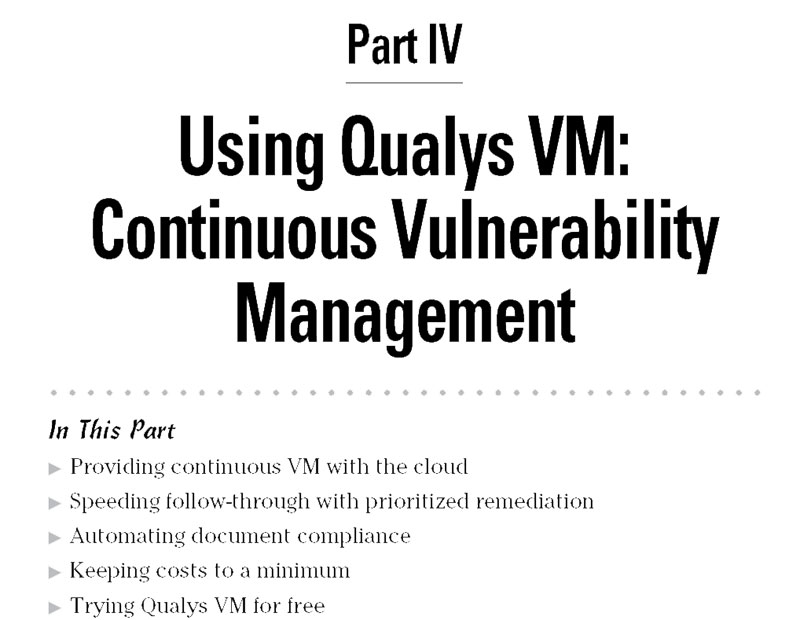 Part IV
Using Qualys VM:
Continuous Vulnerability
Management
In This Part
Providing continuous VM with the cloud
Speeding follow-through with prioritized remediation
Automating document compliance
Keeping costs to a minimum
Trying Qualys VM for free